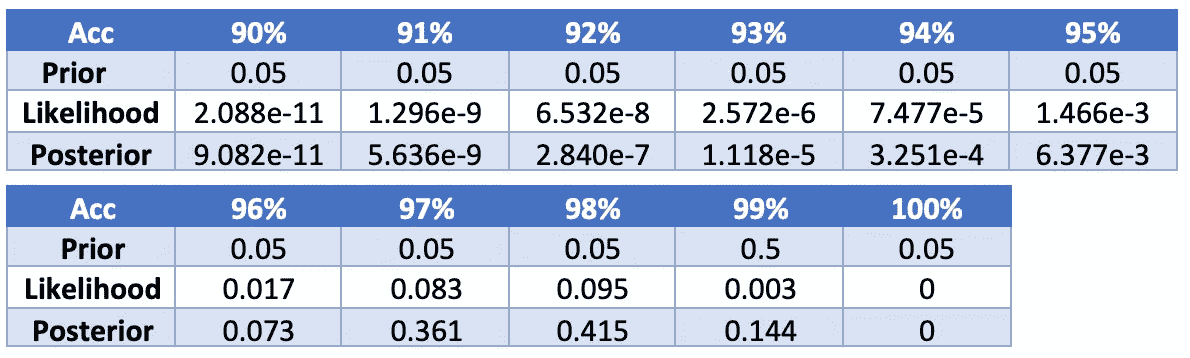 Acc 90% 91% 92% 93% 94% 95%
Prior 0.05 0.05 0.05 0.05 0.05 0.05
Likelihood 2.088e-11 1.296e-9 6.532e-8 2.572e-6 7.477e-5 1.466e-3
Posterior 9.082e-11 5.636e-9 2.840e-7 1.118e-5 3.251e-4 6.377e-3
Acc 96% 97% 98% 99% 100%
Prior 0.05 0.05 0.05 0.5 0.05
Likelihood 0.017 0.083 0.095 0.003 0
Posterior 0.073 0.361 0.415 0.144 0